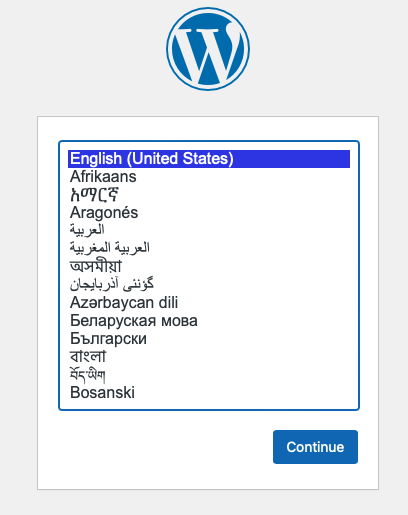 English (United States)
Afrikaans
አማርኛ
Aragonés
العربية
العربية المغربية
অসমীয়া
گؤنئی آذربایجان
Azərbaycan dili
Беларуская мова
Български
বাংলা
བོད་ཡིག
Bosanski
Continue